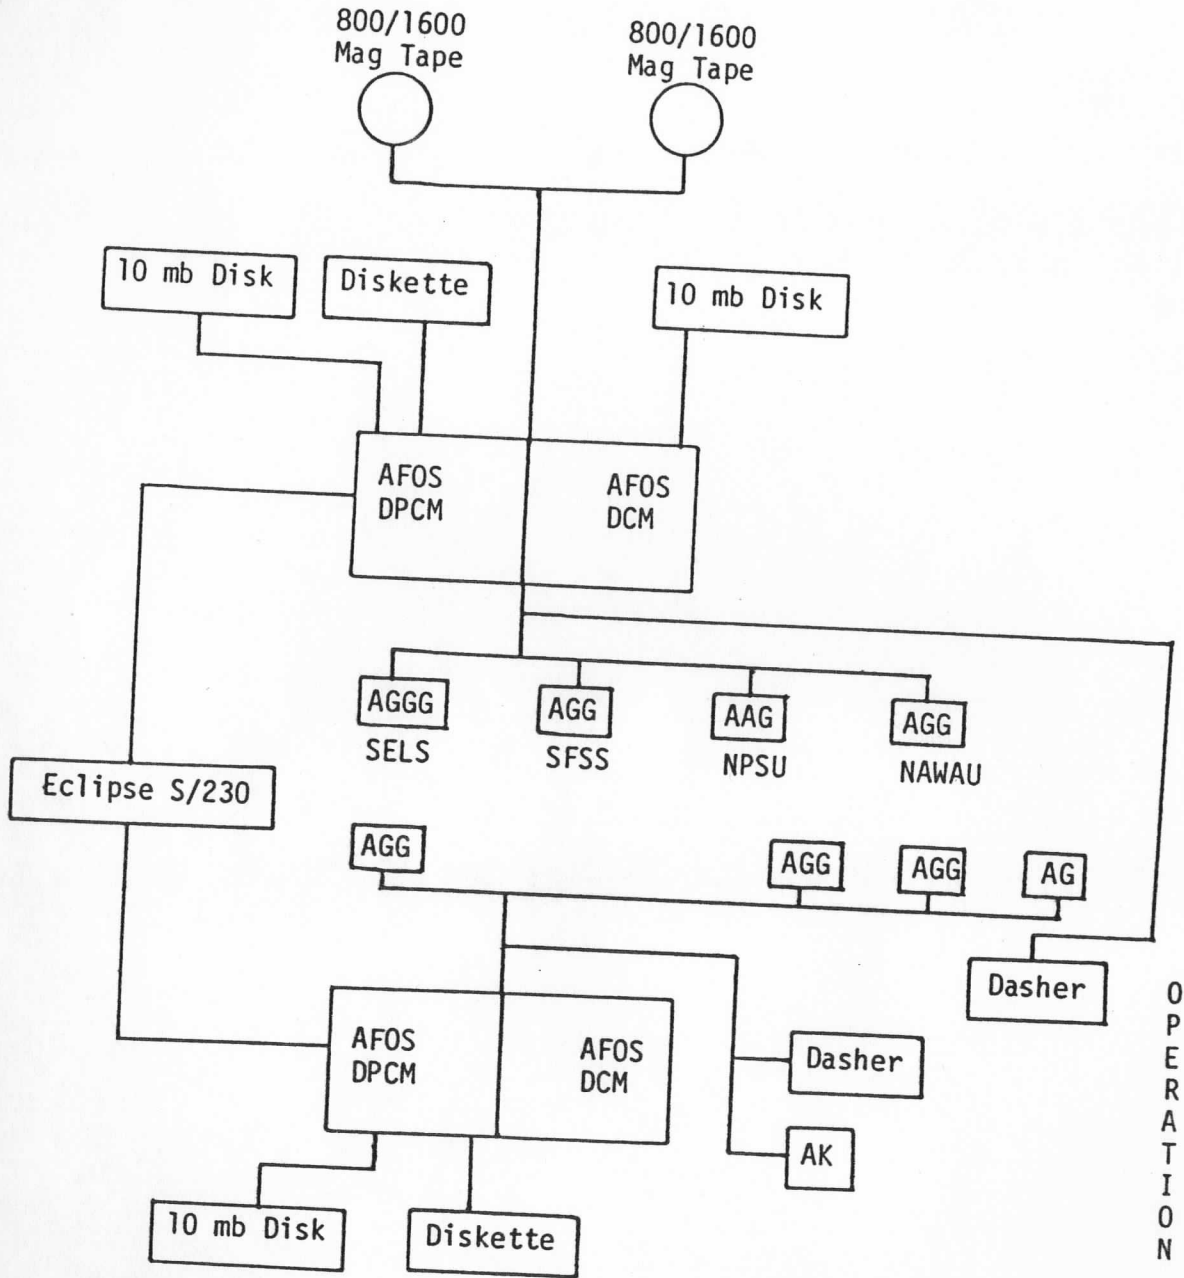 800/1600
Mag Tape
800/1600
Mag Tape
10 mb Disk
Diskette
10 mb Disk
AFOS
DPCM
AFOS
DCM
AGGG
SELS
AGG
SFSS
AAG
NPSU
AGG
NAWAU
Eclipse S/230
AGG
AGG
AGG
AG
Dasher
AFOS
DPCM
AFOS
DCM
Dasher
AK
10 mb Disk
Diskette
OPERATION